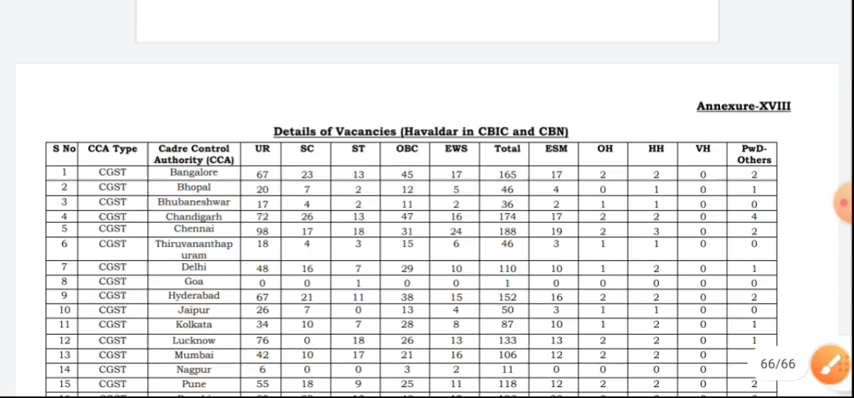 Annexure-XVIII
Details of Vacancies (Havaldar in CBIC and CBN)
S No CCA Type Cadre Control Authority (CCA) UR SC ST OBC EWS Total ESM OH HH VH PwD-Others
1 CGST Bangalore 67 23 13 45 17 165 17 2 2 0 2
2 CGST Bhopal 20 7 2 12 5 46 4 0 1 0 1
3 CGST Bhubaneshwar 17 4 2 11 2 36 2 1 1 0 0
4 CGST Chandigarh 72 26 13 47 16 174 17 2 2 0 4
5 CGST Chennai 98 17 18 31 24 188 19 2 3 0 2
6 CGST Thiruvananthapuram 18 4 3 15 6 46 3 1 1 0 0
7 CGST Delhi 48 16 7 29 10 110 10 1 2 0 1
8 CGST Goa 0 0 1 0 0 1 0 0 0 0 0
9 CGST Hyderabad 67 21 11 38 15 152 16 2 2 0 2
10 CGST Jaipur 26 7 0 13 4 50 3 1 1 0 0
11 CGST Kolkata 34 10 7 28 8 87 10 1 2 0 1
12 CGST Lucknow 76 0 18 26 13 133 13 2 2 0 1
13 CGST Mumbai 42 10 17 21 16 106 12 2 2 0
14 CGST Nagpur 6 0 0 3 2 11 0 0 0 0
15 CGST Pune 55 18 9 25 11 118 12 2 2 0 2
66/66